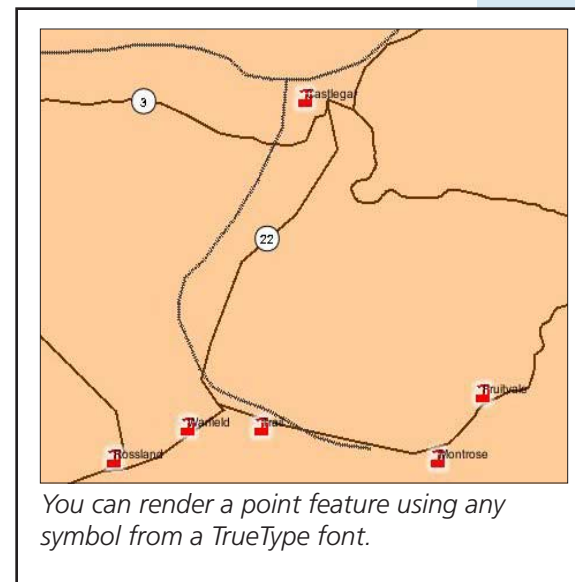 Castlegar
3
22
Fruitvale
Warfield
Trail
Rossland
Montrose
You can render a point feature using any
symbol from a TrueType font.